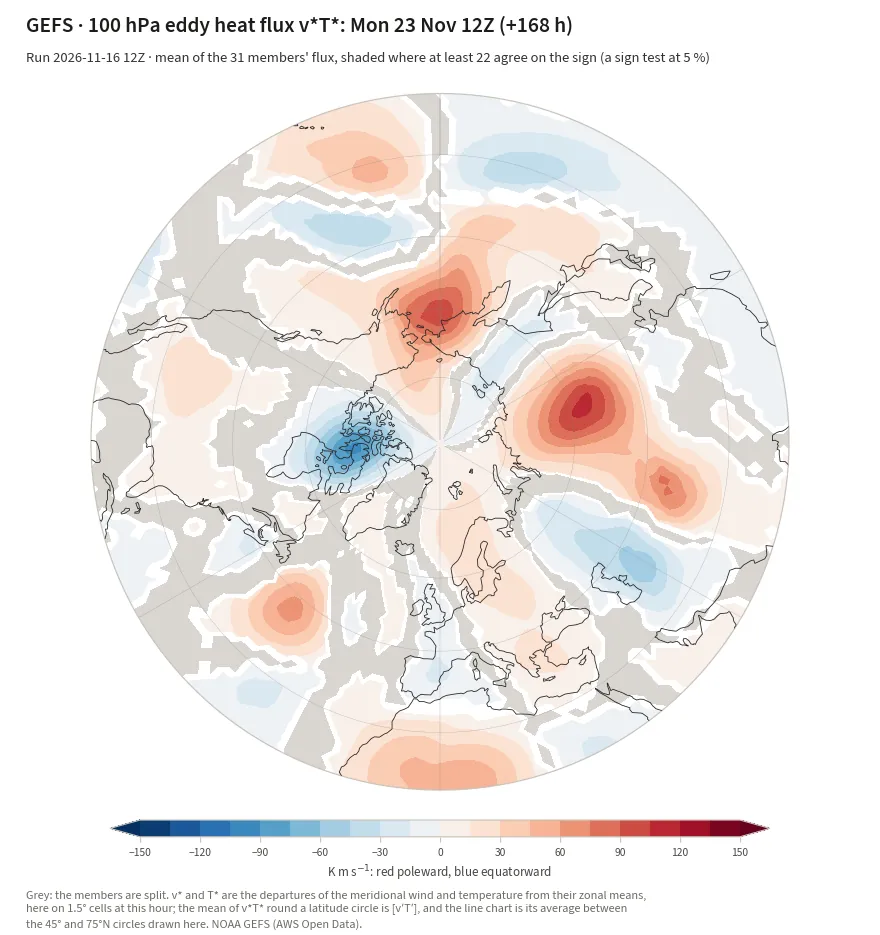 GEFS · 100 hPa eddy heat flux v*T*: Mon 23 Nov 12Z (+168 h)
Run 2026-11-16 12Z · mean of the 31 members' flux, shaded where at least 22 agree on the sign (a sign test at 5 %)
−150 −120 −90 −60 −30 0 30 60 90 120 150
K m s⁻¹: red poleward, blue equatorward
Grey: the members are split. v* and T* are the departures of the meridional wind and temperature from their zonal means,
here on 1.5° cells at this hour; the mean of v*T* round a latitude circle is [v′T′], and the line chart is its average between
the 45° and 75°N circles drawn here. NOAA GEFS (AWS Open Data).